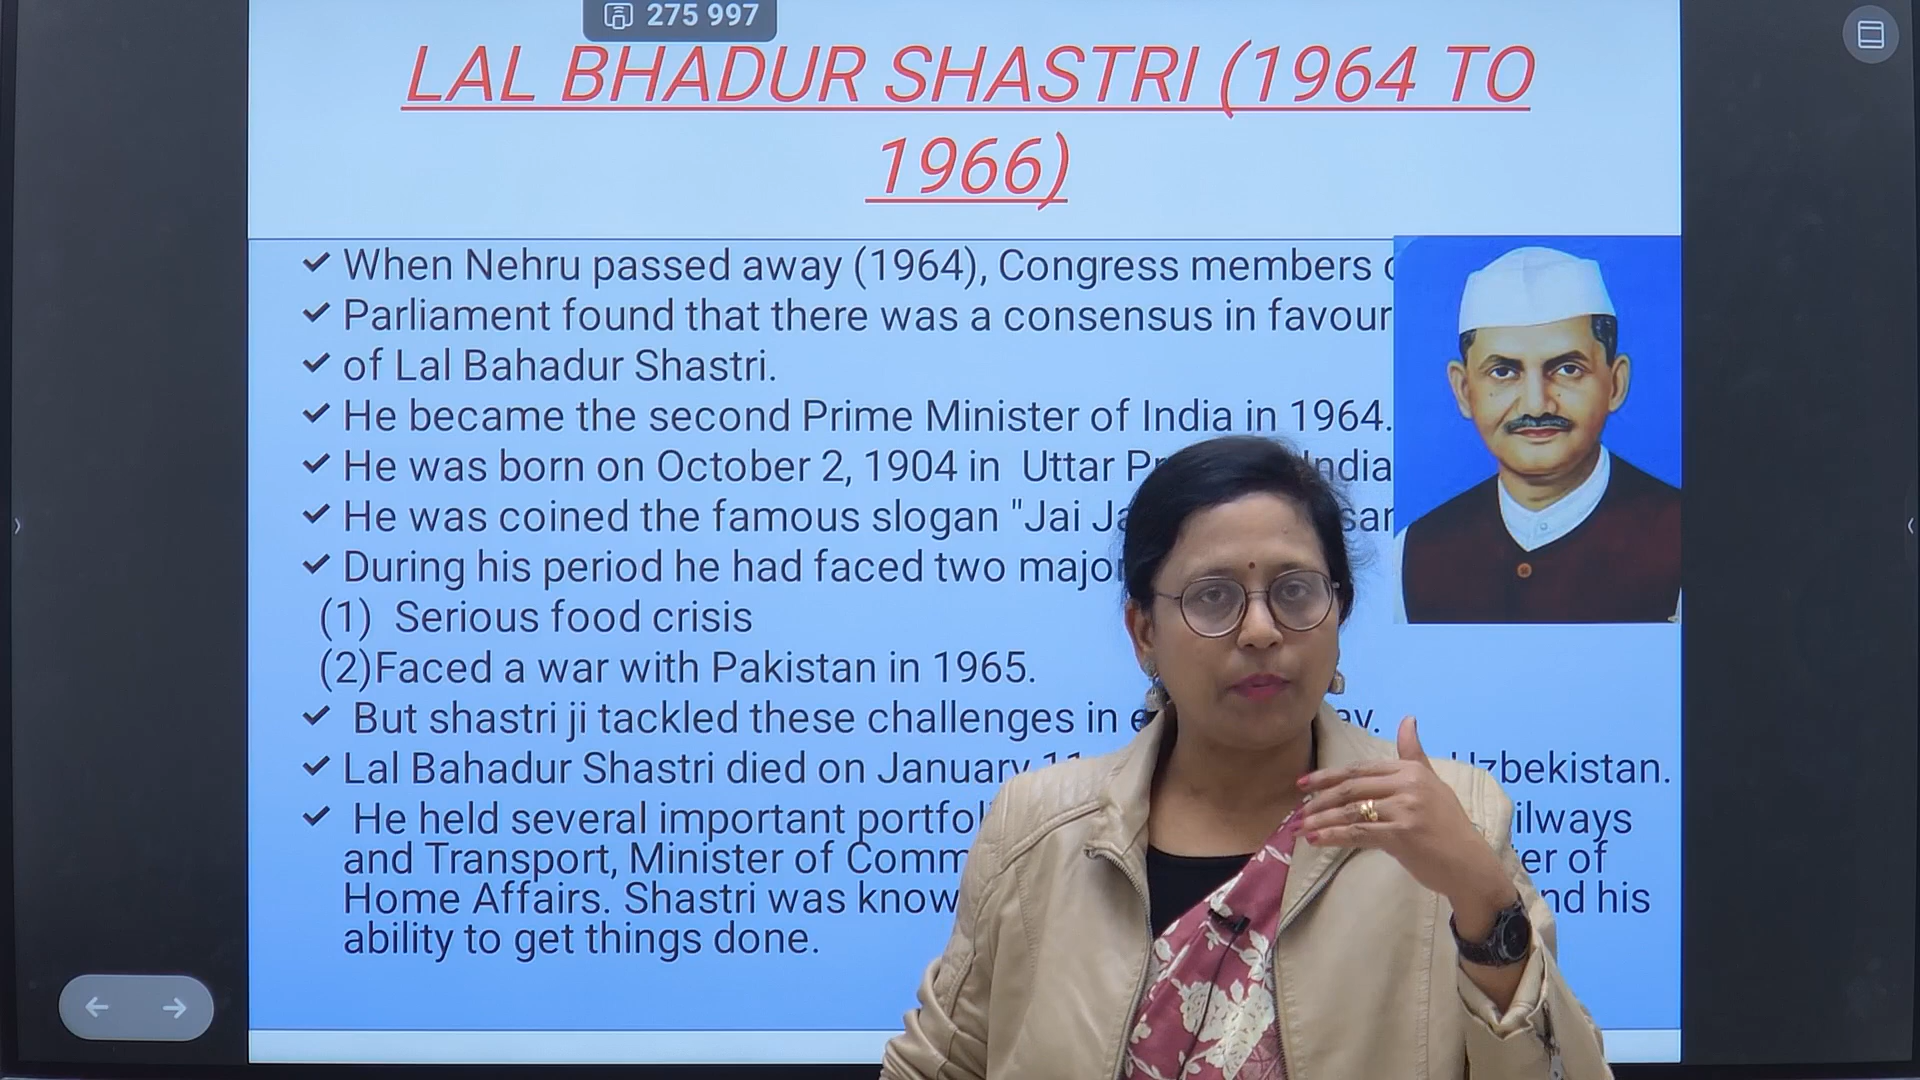 275 997
LAL BHADUR SHASTRI (1964 TO
1966)
When Nehru passed away (1964), Congress members
Parliament found that there was a consensus in favour
of Lal Bahadur Shastri.
He became the second Prime Minister of India in 1964.
He was born on October 2, 1904 in Uttar India
He was coined the famous slogan "Jai
During his period he had faced two major
(1) Serious food crisis
(2)Faced a war with Pakistan in 1965.
But shastri ji tackled these challenges in
Lal Bahadur Shastri died on January 11 Uzbekistan.
He held several important
and Transport, Minister of of
Home Affairs. Shastri was his
ability to get things done.